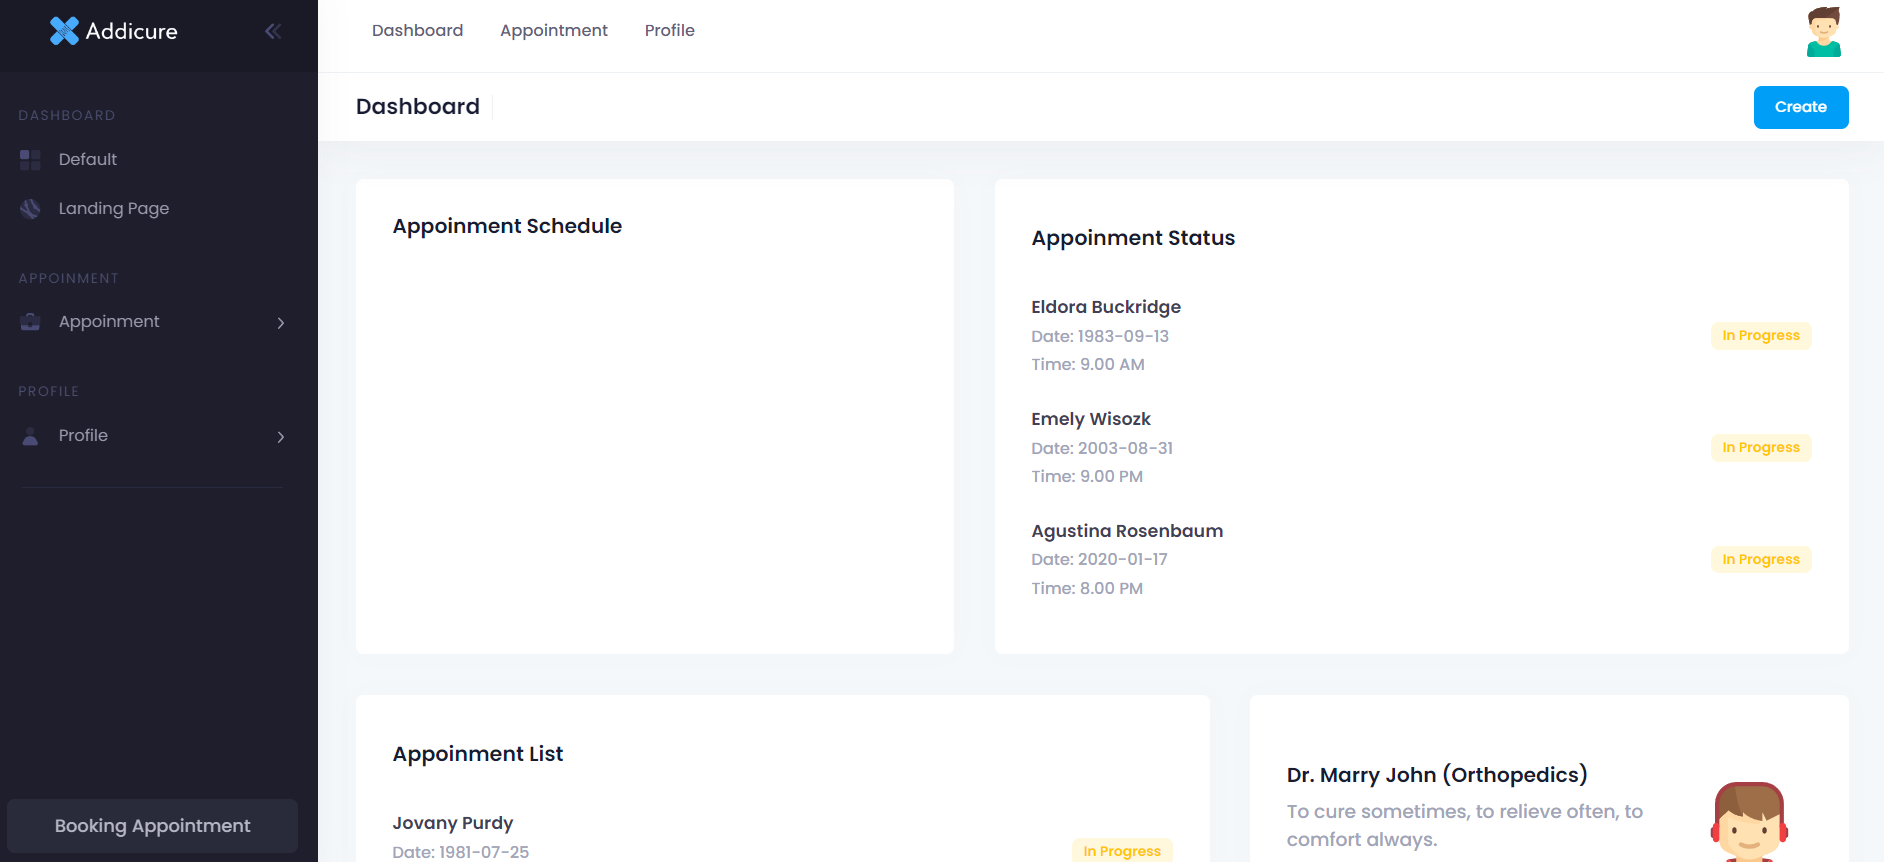 Addicure
DASHBOARD
Default
Landing Page
APPOINMENT
Appoinment
PROFILE
Profile
Booking Appointment
Dashboard
Appointment
Profile
Dashboard
Create
Appoinment Schedule
Appoinment Status
Eldora Buckridge
Date: 1983-09-13
Time: 9.00 AM
In Progress
Emely Wisozk
Date: 2003-08-31
Time: 9.00 PM
In Progress
Agustina Rosenbaum
Date: 2020-01-17
Time: 8.00 PM
In Progress
Appoinment List
Jovany Purdy
Date: 1981-07-25
In Progress
Dr. Marry John (Orthopedics)
To cure sometimes, to relieve often, to
comfort always.